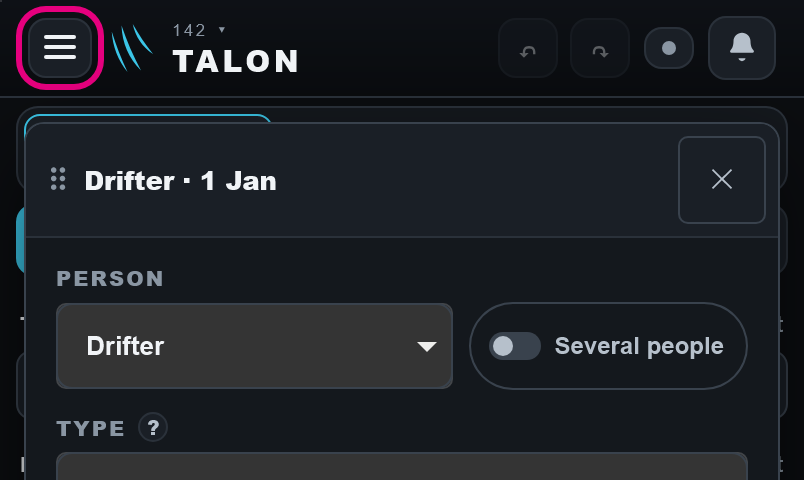 142 ▾
TALON
Drifter · 1 Jan
PERSON
Drifter
Several people
TYPE ?